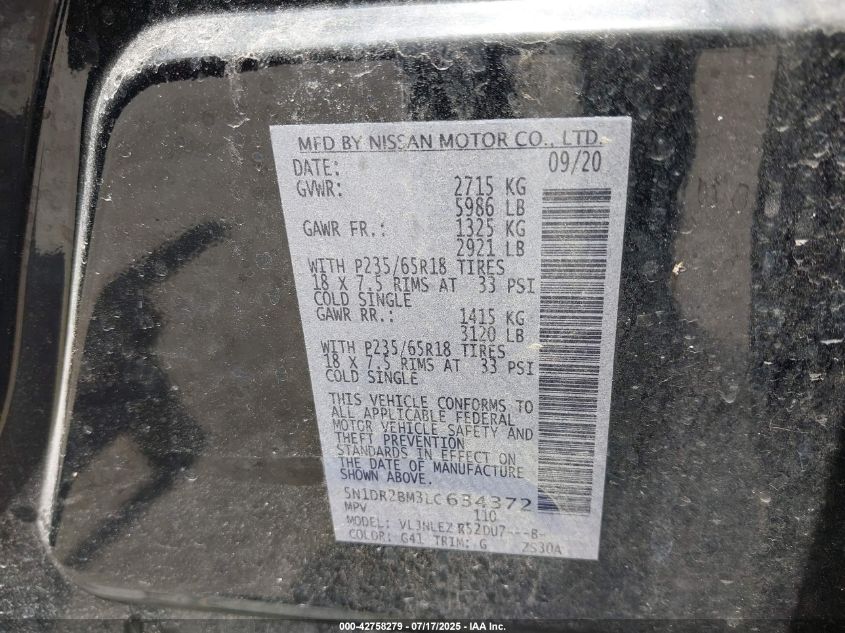 MFD BY NISSAN MOTOR CO., LTD.
DATE: 09/20
GVWR: 2715 KG
5986 LB
GAWR FR.: 1325 KG
2921 LB
WITH P235/65R18 TIRES
18 X 7.5 RIMS AT 33 PSI
COLD SINGLE
GAWR RR.: 1415 KG
3120 LB
WITH P235/65R18 TIRES
18 X 7.5 RIMS AT 33 PSI
COLD SINGLE
THIS VEHICLE CONFORMS TO
ALL APPLICABLE FEDERAL
MOTOR VEHICLE SAFETY AND
THEFT PREVENTION
STANDARDS IN EFFECT ON
THE DATE OF MANUFACTURE
SHOWN ABOVE.
5N1DR2BM3LC634372
MPV 110
MODEL: VL3NLEZ R52DU7---B-
COLOR: G41 TRIM: G 2S30A
000-42758279 - 07/17/2025 - IAA Inc.